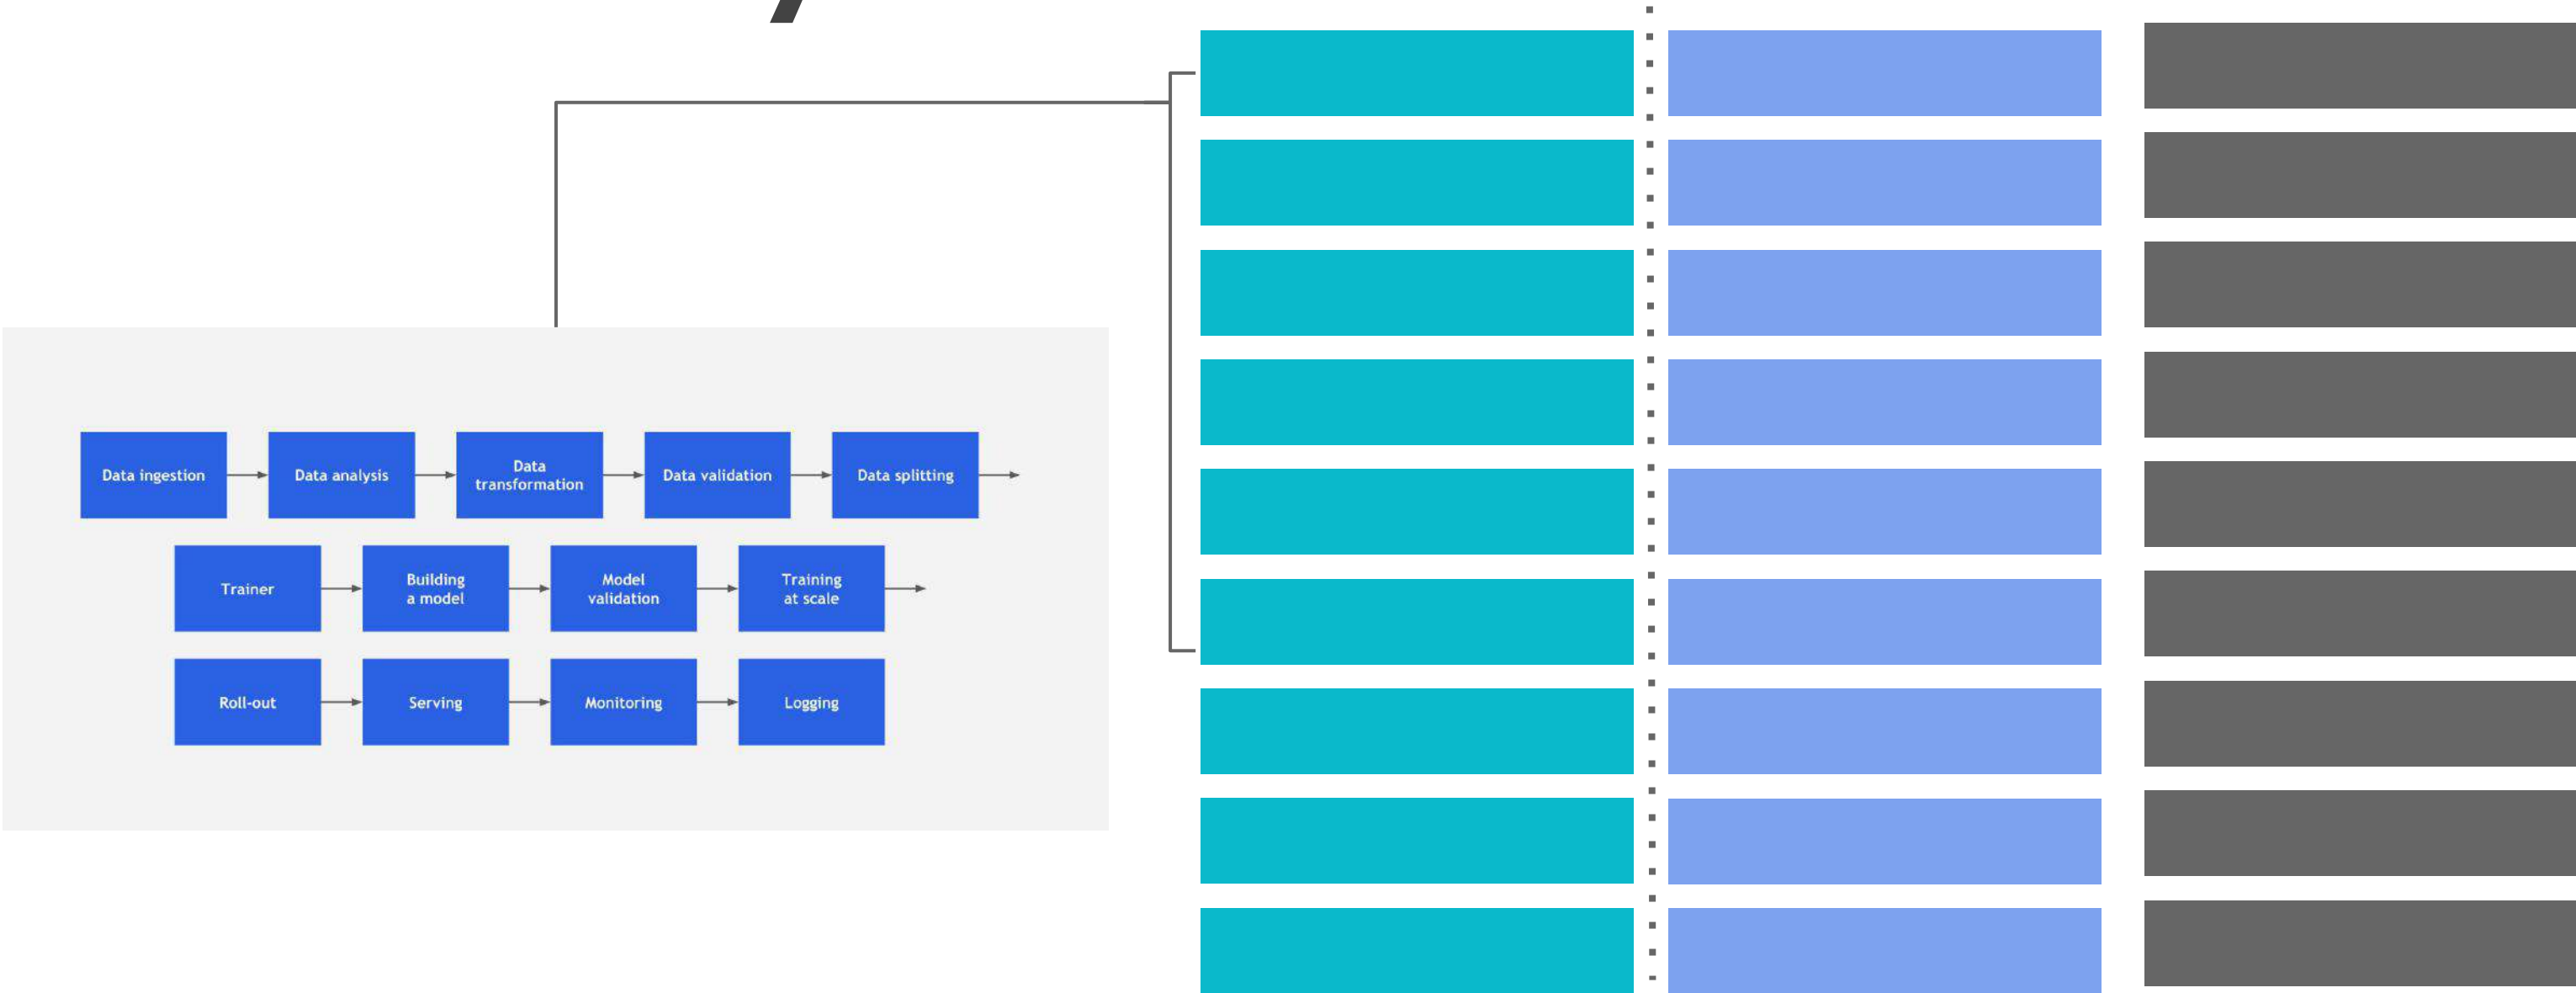 Data ingestion
Data analysis
Data
transformation
Data validation
Data splitting
Trainer
Building
a model
Model
validation
Training
at scale
Roll-out
Serving
Monitoring
Logging